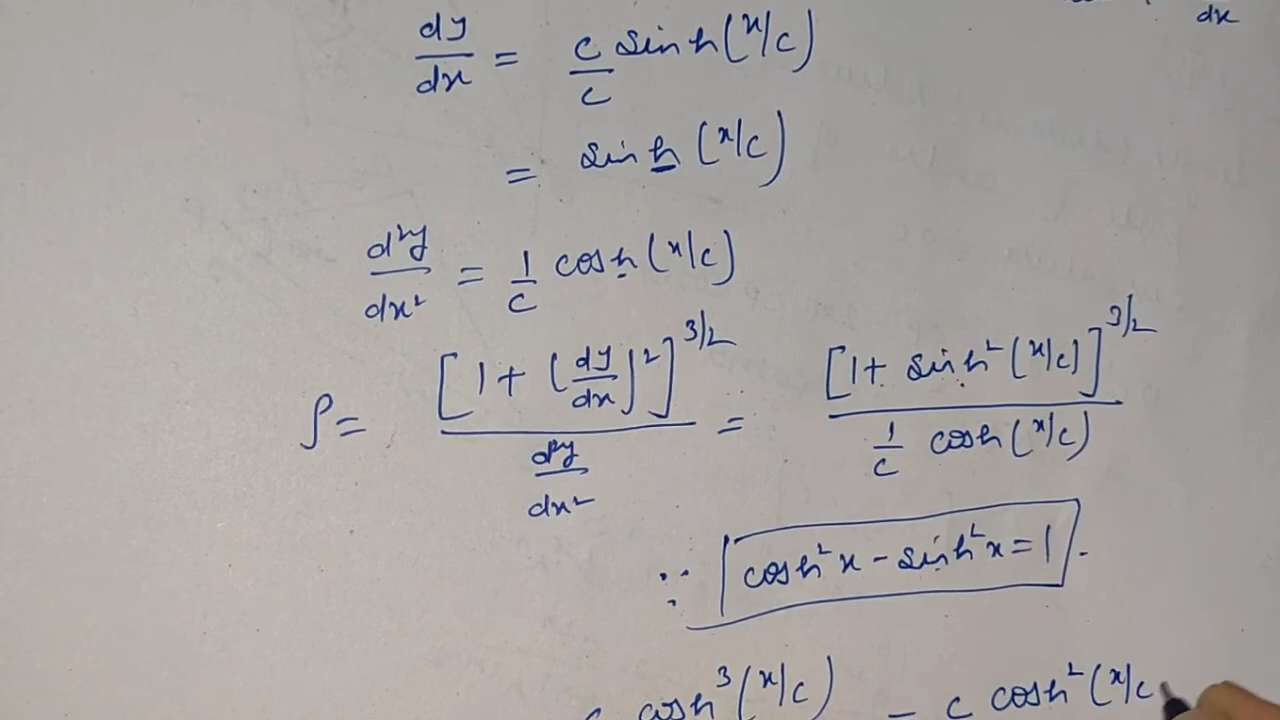 dx
dy/dx = c/c sinh(x/c)
= sinh (x/c)
d²y/dx² = 1/c cosh(x/c)
ρ = [1+(dy/dx)²]^3/2 / d²y/dx² = [1+ sinh²(x/c)]^3/2 / 1/c cosh(x/c)
∵ cosh²x - sinh²x = 1.
c cosh³(x/c) = c cosh²(x/c